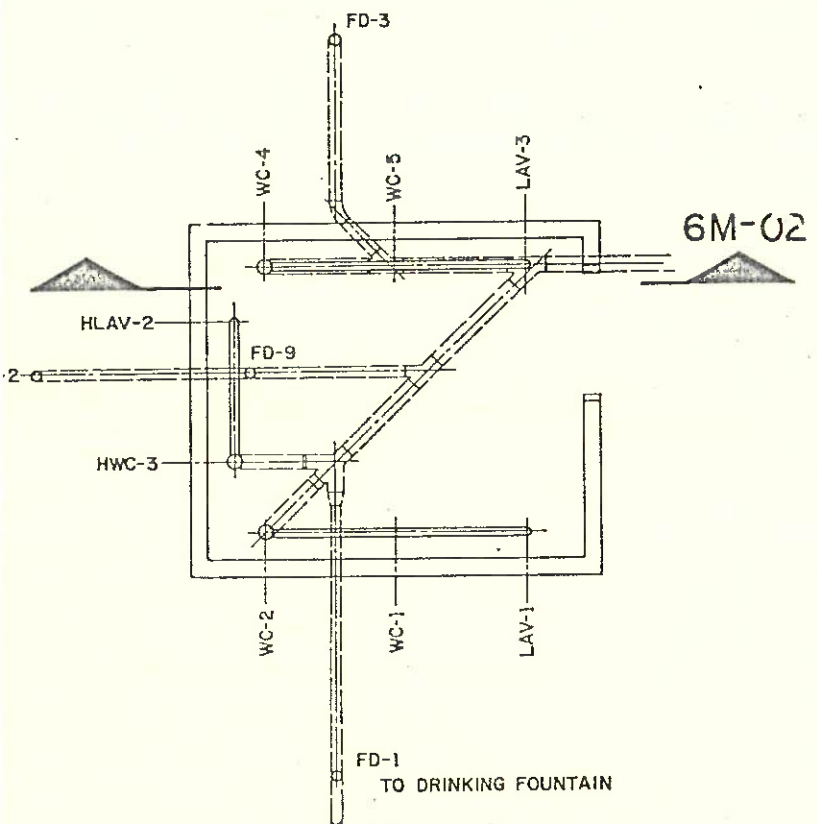 FD-3
WC-4
WC-5
LAV-3
6M-02
HLAV-2
FD-9
-2
HWC-3
WC-2
WC-1
LAV-1
FD-1
TO DRINKING FOUNTAIN